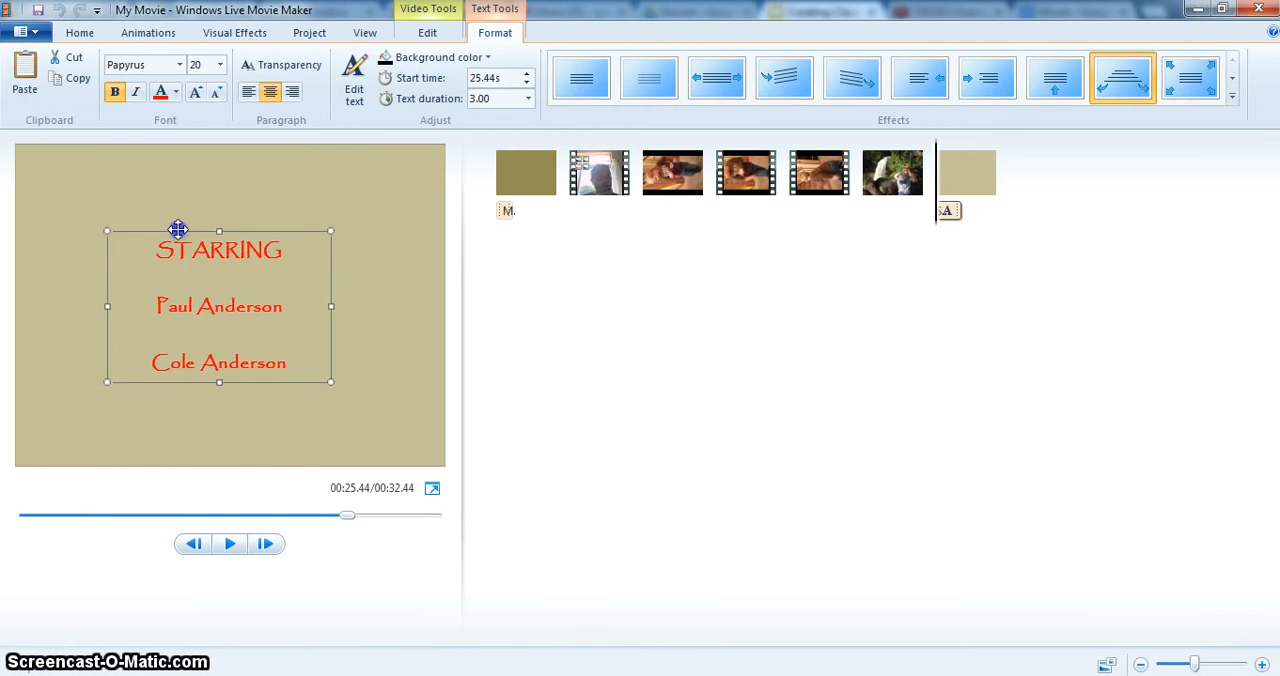 My Movie - Windows Live Movie Maker
Video Tools
Text Tools
Home
Animations
Visual Effects
Project
View
Edit
Format
Paste
Cut
Copy
Clipboard
Papyrus
20
B
I
A
A
A
Font
Transparency
Paragraph
Edit text
Background color
Start time:
25.44s
Text duration:
3.00
Adjust
Effects
STARRING
Paul Anderson
Cole Anderson
M.
A
00:25.44/00:32.44
Screencast-O-Matic.com